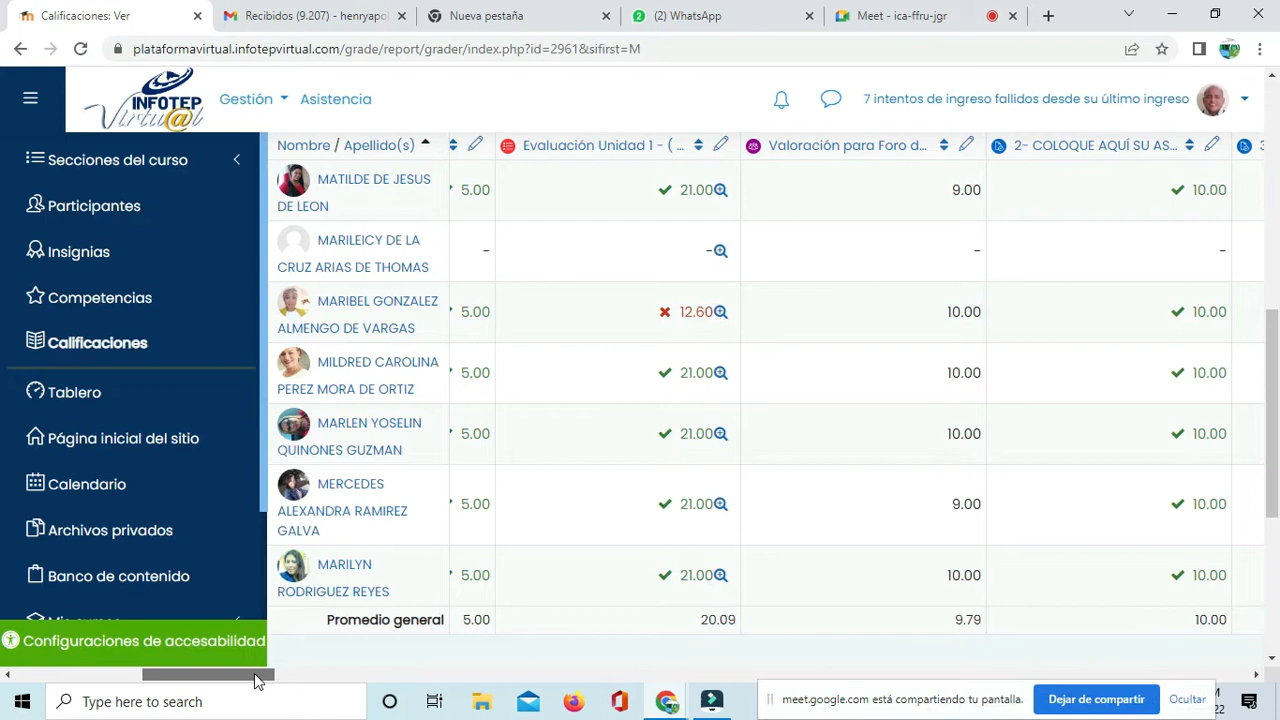 Calificaciones:
Recibidos (9.207) - henryapo
Nueva pestaña
(2) WhatsApp
Meet - ica-ffru-jgr
plataformavirtual.infotepvirtual.com/grade/report/grader/index.php?id=2961&sifirst=M
INFOTEP
Virtu@l
Gestión
Asistencia
7 intentos de ingreso fallidos desde su último ingreso
Secciones del curso
Participantes
Insignias
Competencias
Calificaciones
Tablero
Página inicial del sitio
Calendario
Archivos privados
Banco de contenido
Configuraciones de accesabilidad
Nombre / Apellido(s) Evaluación Unidad 1 - ( ... Valoración para Foro d... 2- COLOQUE AQUÍ SU AS...
MATILDE DE JESUS
DE LEON
5.00 21.00 9.00 10.00
MARILEICY DE LA
CRUZ ARIAS DE THOMAS
- - - -
MARIBEL GONZALEZ
ALMENGO DE VARGAS
5.00 12.60 10.00 10.00
MILDRED CAROLINA
PEREZ MORA DE ORTIZ
5.00 21.00 10.00 10.00
MARLEN YOSELIN
QUINONES GUZMAN
5.00 21.00 10.00 10.00
MERCEDES
ALEXANDRA RAMIREZ
GALVA
5.00 21.00 9.00 10.00
MARILYN
RODRIGUEZ REYES
5.00 21.00 10.00 10.00
Promedio general 5.00 20.09 9.79 10.00
Type here to search
meet.google.com está compartiendo tu pantalla.
Dejar de compartir
Ocultar